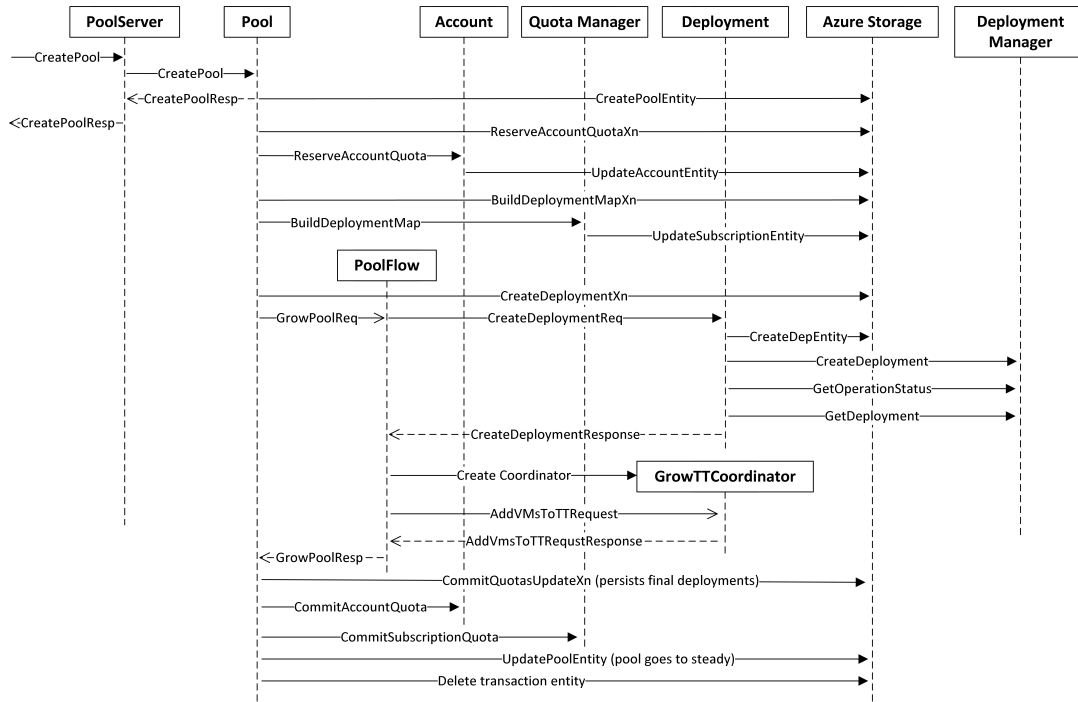 PoolServer
Pool
Account
Quota Manager
Deployment
Azure Storage
Deployment
Manager
CreatePool
CreatePool
CreatePoolResp
CreatePoolEntity
CreatePoolResp
ReserveAccountQuotaXn
ReserveAccountQuota
UpdateAccountEntity
BuildDeploymentMapXn
BuildDeploymentMap
UpdateSubscriptionEntity
PoolFlow
CreateDeploymentXn
GrowPoolReq
CreateDeploymentReq
CreateDepEntity
CreateDeployment
GetOperationStatus
GetDeployment
CreateDeploymentResponse
Create Coordinator
GrowTTCoordinator
AddVMsToTTRequest
AddVmsToTTRequstResponse
GrowPoolResp
CommitQuotasUpdateXn (persists final deployments)
CommitAccountQuota
CommitSubscriptionQuota
UpdatePoolEntity (pool goes to steady)
Delete transaction entity